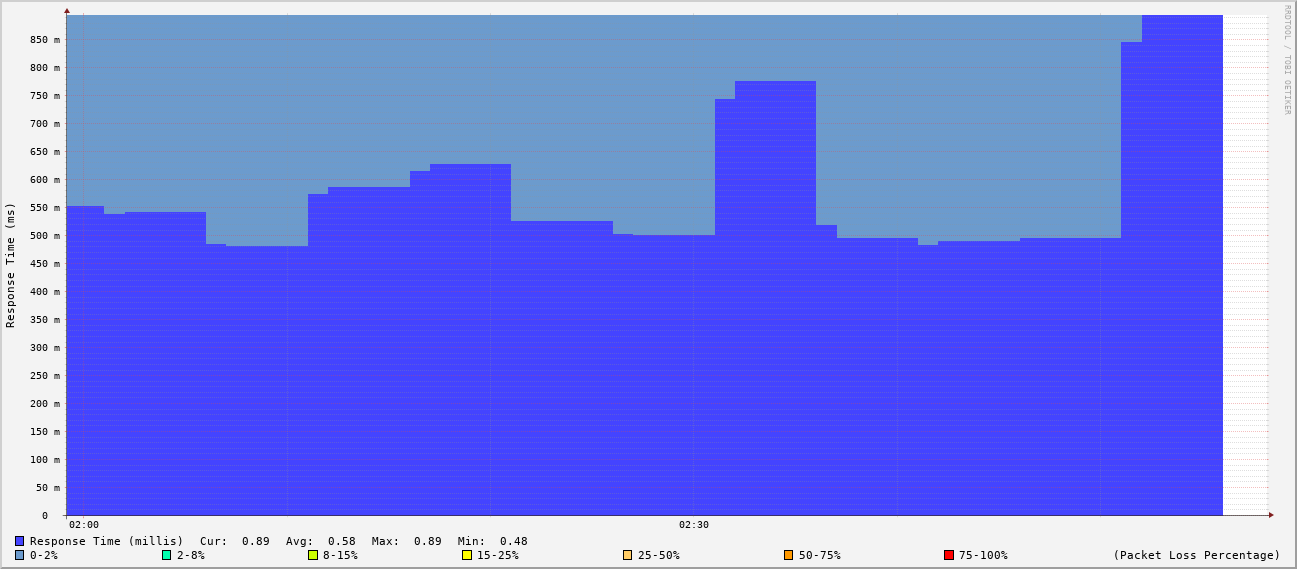 RRDTOOL / TOBI OETIKER
Response Time (ms)
850 m
800 m
750 m
700 m
650 m
600 m
550 m
500 m
450 m
400 m
350 m
300 m
250 m
200 m
150 m
100 m
50 m
0
02:00 02:30
Response Time (millis) Cur: 0.89 Avg: 0.58 Max: 0.89 Min: 0.48
0-2% 2-8% 8-15% 15-25% 25-50% 50-75% 75-100% (Packet Loss Percentage)